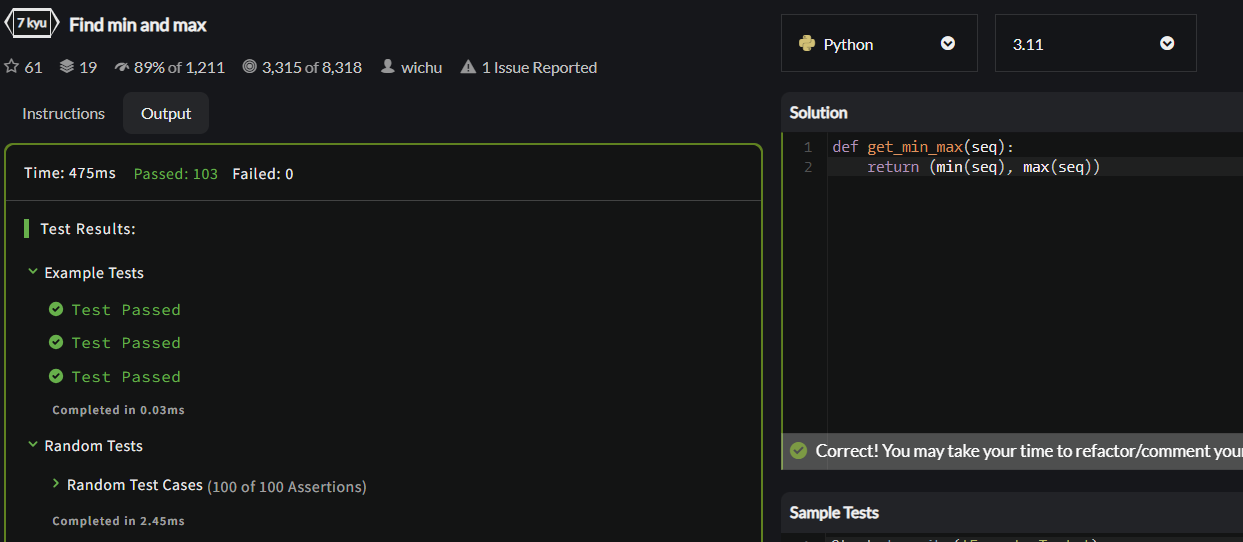 7 kyu Find min and max
61 19 89% of 1,211 3,315 of 8,318 wichu 1 Issue Reported
Instructions Output
Time: 475ms Passed: 103 Failed: 0
Test Results:
Example Tests
Test Passed
Test Passed
Test Passed
Completed in 0.03ms
Random Tests
Random Test Cases (100 of 100 Assertions)
Completed in 2.45ms
Python 3.11
Solution
1 def get_min_max(seq):
2 return (min(seq), max(seq))
Correct! You may take your time to refactor/comment your
Sample Tests